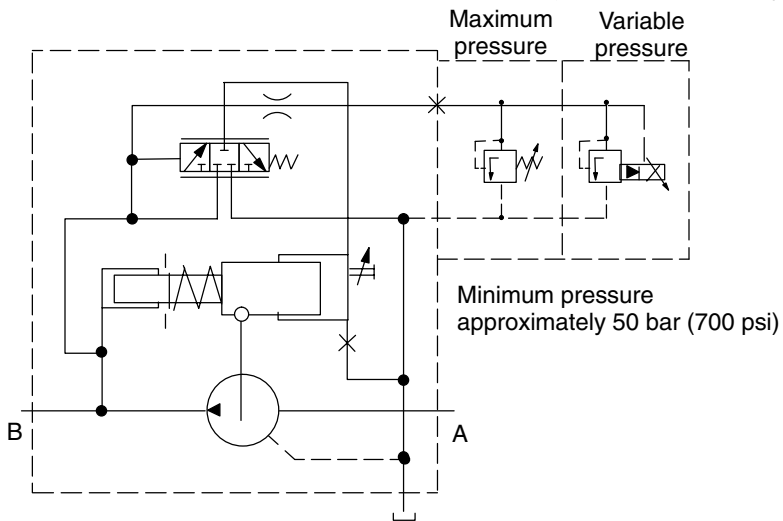 Maximum
pressure
Variable
pressure
Minimum pressure
approximately 50 bar (700 psi)
B
A